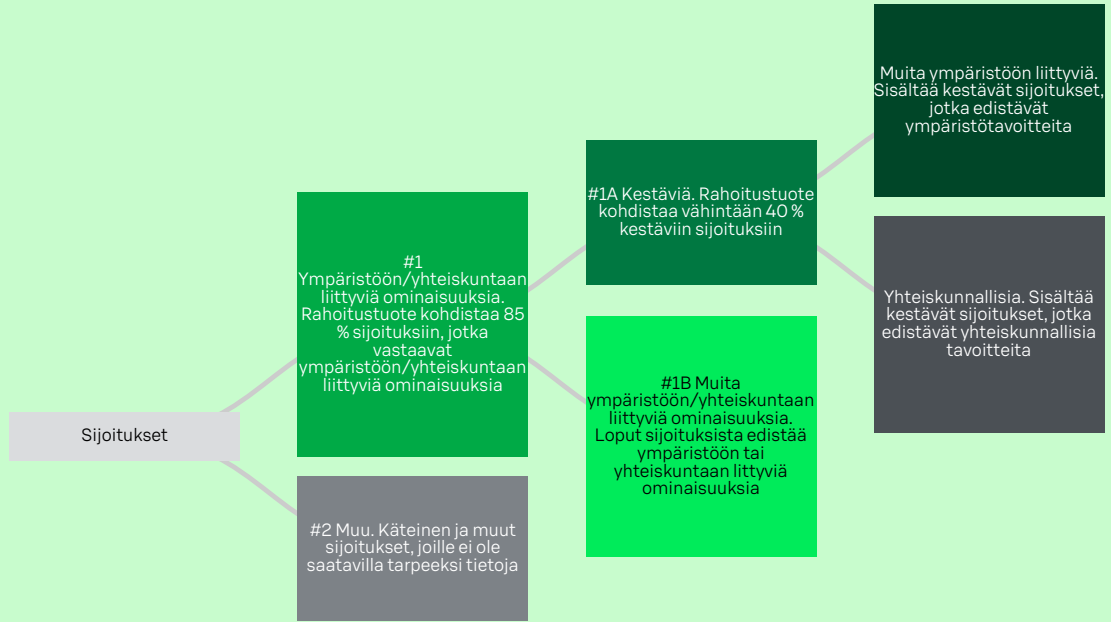 Sijoitukset
#1
Ympäristöön/yhteiskuntaan
liittyviä ominaisuuksia.
Rahoitustuote kohdistaa 85
% sijoituksiin, jotka
vastaavat
ympäristöön/yhteiskuntaan
liittyviä ominaisuuksia
#2 Muu. Käteinen ja muut
sijoitukset, joille ei ole
saatavilla tarpeeksi tietoja
#1A Kestäviä. Rahoitustuote
kohdistaa vähintään 40 %
kestäviin sijoituksiin
#1B Muita
ympäristöön/yhteiskuntaan
liittyviä ominaisuuksia.
Loput sijoituksista edistää
ympäristöön tai
yhteiskuntaan littyviä
ominaisuuksia
Muita ympäristöön liittyviä.
Sisältää kestävät sijoitukset,
jotka edistävät
ympäristötavoitteita
Yhteiskunnallisia. Sisältää
kestävät sijoitukset, jotka
edistävät yhteiskunnallisia
tavoitteita